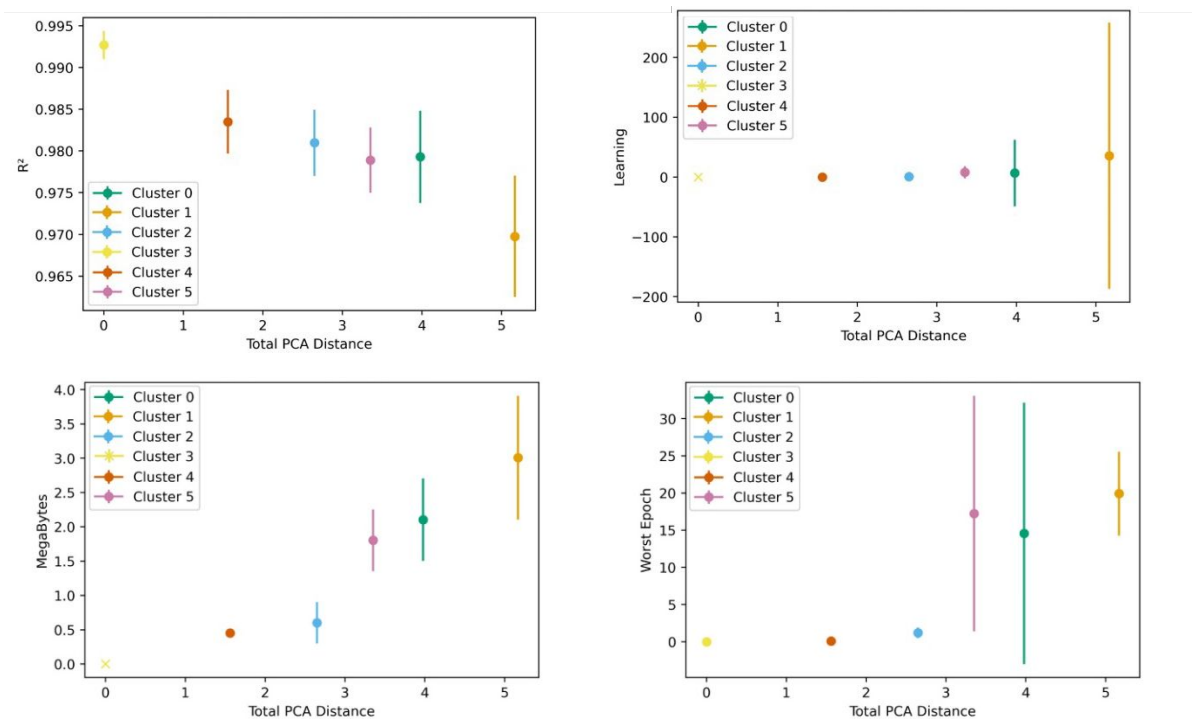 0.995
0.990
0.985
0.980
0.975
0.970
0.965
R²
Cluster 0
Cluster 1
Cluster 2
Cluster 3
Cluster 4
Cluster 5
0 1 2 3 4 5
Total PCA Distance
200
100
0
−100
−200
Learning
Cluster 0
Cluster 1
Cluster 2
Cluster 3
Cluster 4
Cluster 5
0 1 2 3 4 5
Total PCA Distance
4.0
3.5
3.0
2.5
2.0
1.5
1.0
0.5
0.0
MegaBytes
Cluster 0
Cluster 1
Cluster 2
Cluster 3
Cluster 4
Cluster 5
0 1 2 3 4 5
Total PCA Distance
30
25
20
15
10
5
0
Worst Epoch
Cluster 0
Cluster 1
Cluster 2
Cluster 3
Cluster 4
Cluster 5
0 1 2 3 4 5
Total PCA Distance